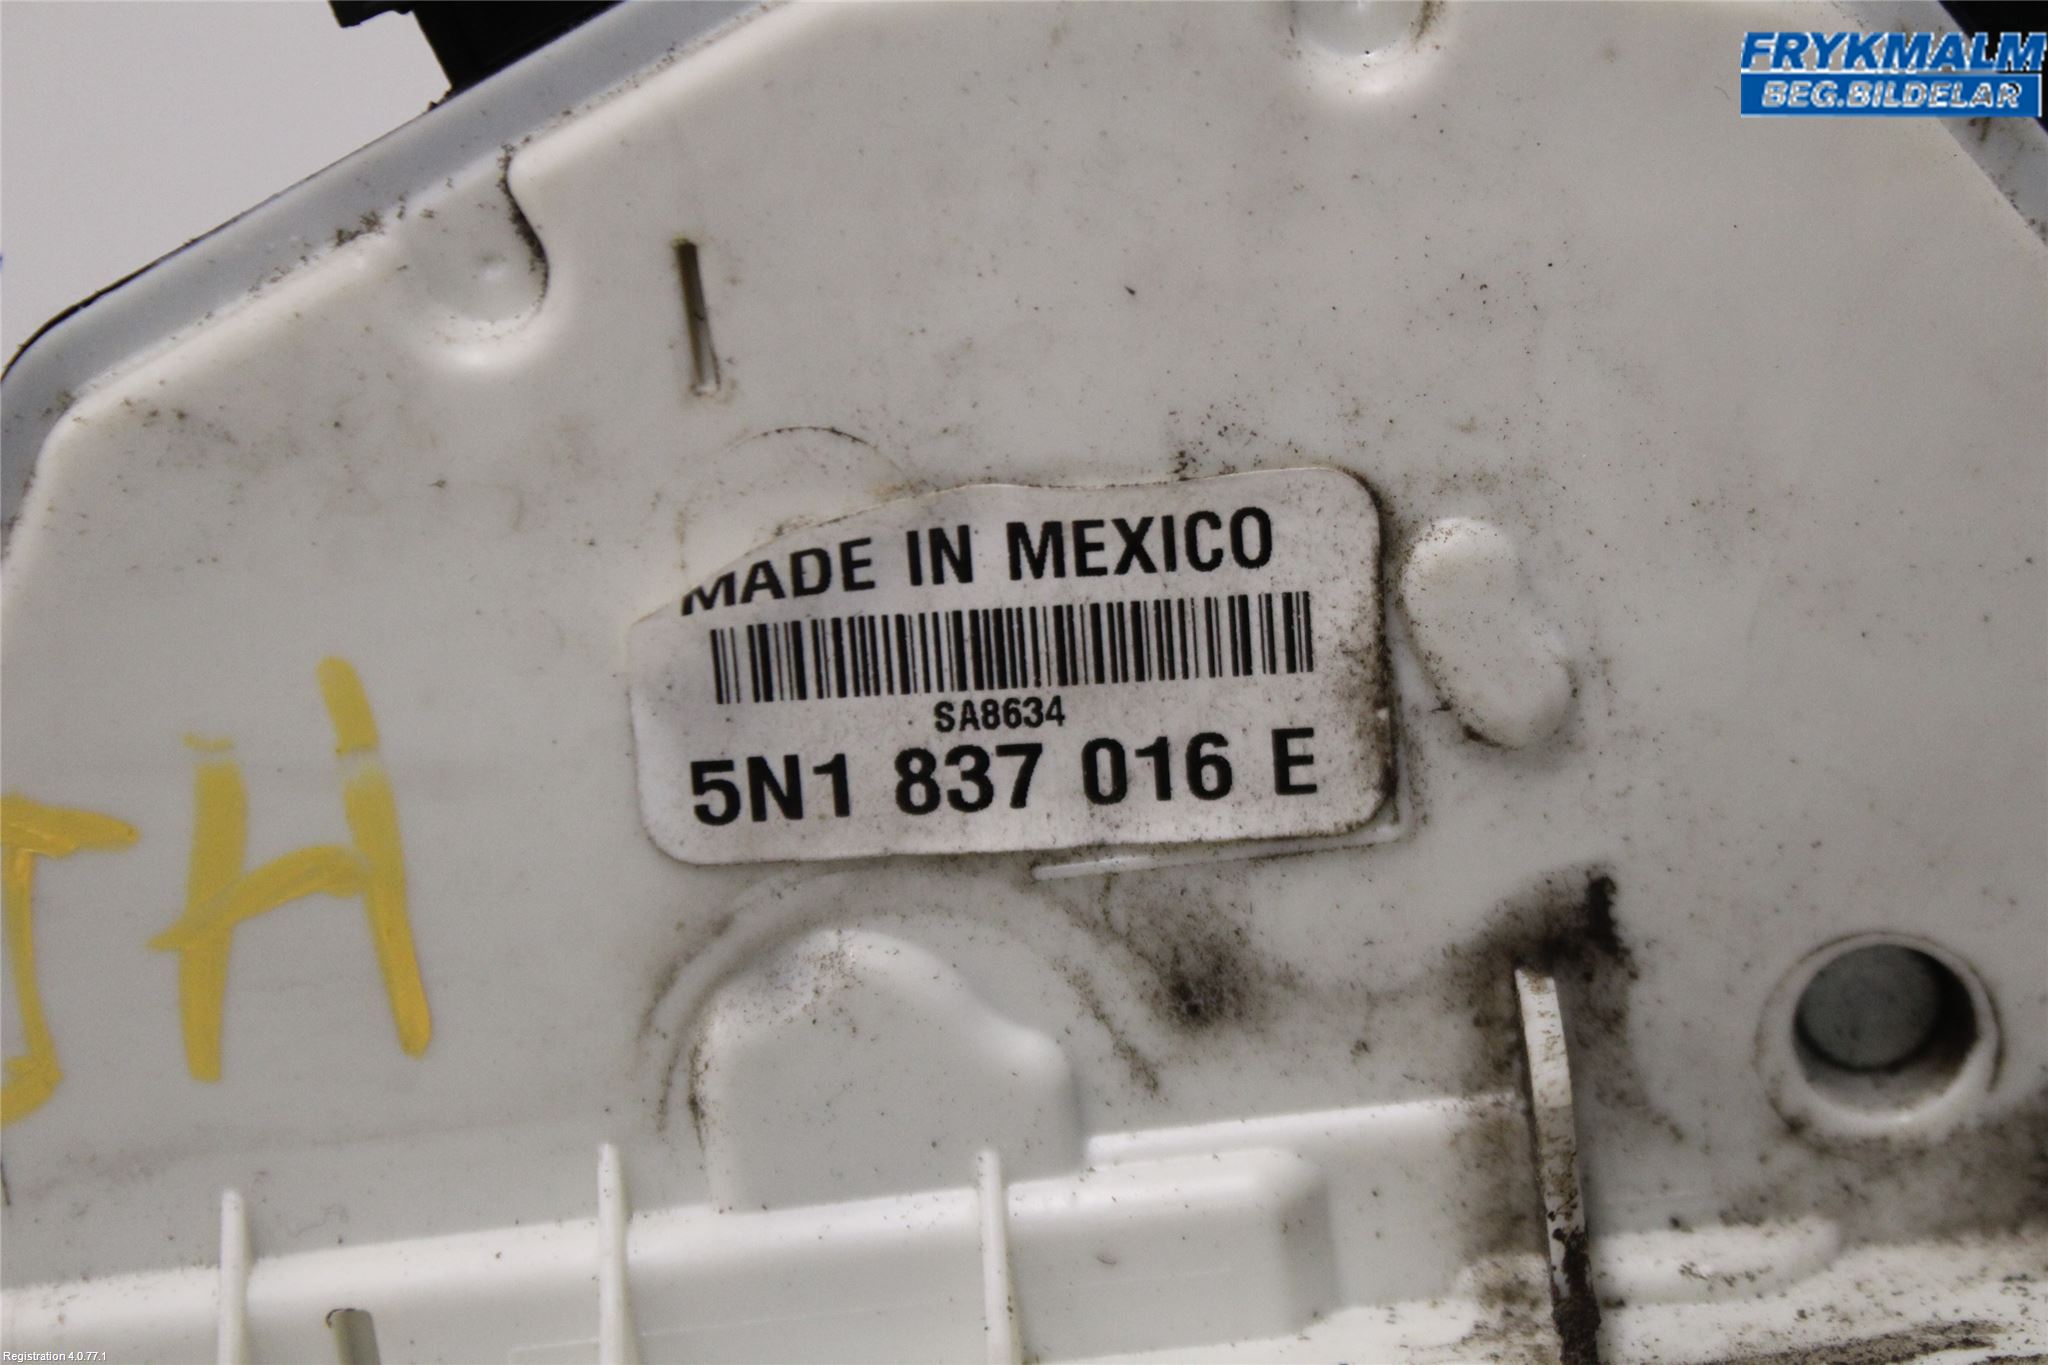 FRYKMALM
BEG.BILDELAR
MADE IN MEXICO
SA8634
5N1 837 016 E
H
Registration 4.0.77.1